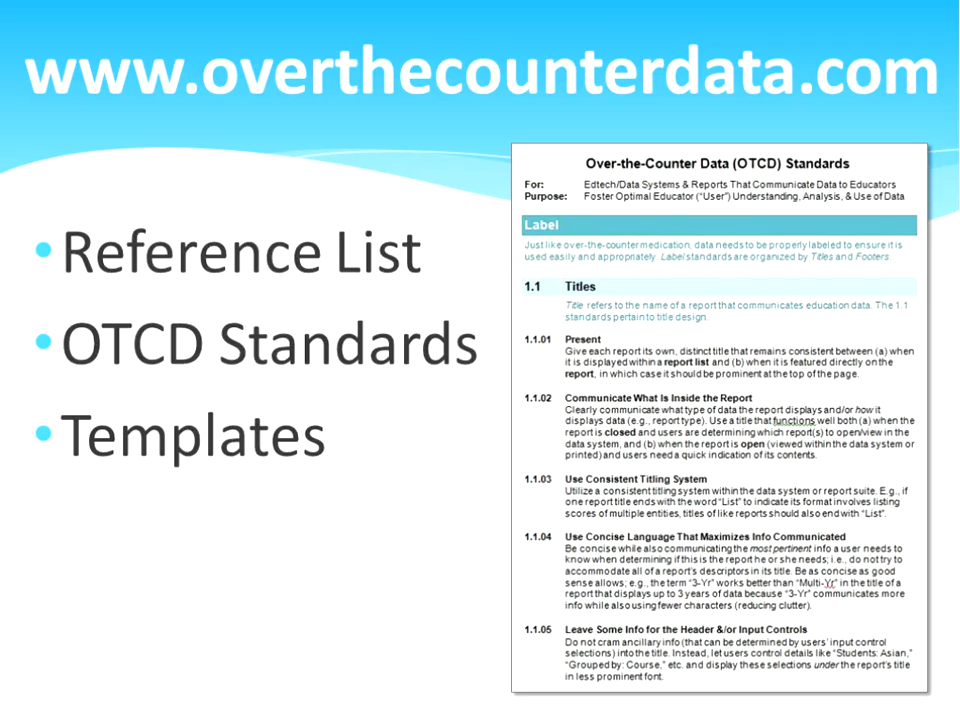 www.overthecounterdata.com
• Reference List
• OTCD Standards
• Templates
Over-the-Counter Data (OTCD) Standards
For: Edtech/Data Systems & Reports That Communicate Data to Educators
Purpose: Foster Optimal Educator ("User") Understanding, Analysis, & Use of Data
Label
Just like over-the-counter medication, data needs to be properly labeled to ensure it is
used easily and appropriately. Label standards are organized by Titles and Footers.
1.1 Titles
Title refers to the name of a report that communicates education data. The 1.1
standards pertain to title design.
1.1.01 Present
Give each report its own, distinct title that remains consistent between (a) when
it is displayed within a report list and (b) when it is featured directly on the
report, in which case it should be prominent at the top of the page.
1.1.02 Communicate What Is Inside the Report
Clearly communicate what type of data the report displays and/or how it
displays data (e.g., report type). Use a title that functions well both (a) when the
report is closed and users are determining which report(s) to open/view in the
data system, and (b) when the report is open (viewed within the data system or
printed) and users need a quick indication of its contents.
1.1.03 Use Consistent Titling System
Utilize a consistent titling system within the data system or report suite. E.g., if
one report title ends with the word "List" to indicate its format involves listing
scores of multiple entities, titles of like reports should also end with "List".
1.1.04 Use Concise Language That Maximizes Info Communicated
Be concise while also communicating the most pertinent info a user needs to
know when determining if this is the report he or she needs; i.e., do not try to
accommodate all of a report's descriptors in its title. Be as concise as good
sense allows; e.g., the term "3-Yr" works better than "Multi-Yr" in the title of a
report that displays up to 3 years of data because "3-Yr" communicates more
info while also using fewer characters (reducing clutter).
1.1.05 Leave Some Info for the Header &/or Input Controls
Do not cram ancillary info (that can be determined by users' input control
selections) into the title. Instead, let users control details like "Students: Asian,"
"Grouped by: Course," etc. and display these selections under the report's title
in less prominent font.